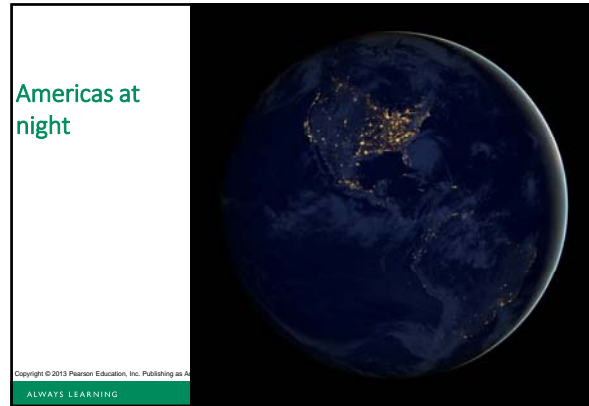 Americas at
night
Copyright © 2013 Pearson Education, Inc. Publishing as
ALWAYS LEARNING